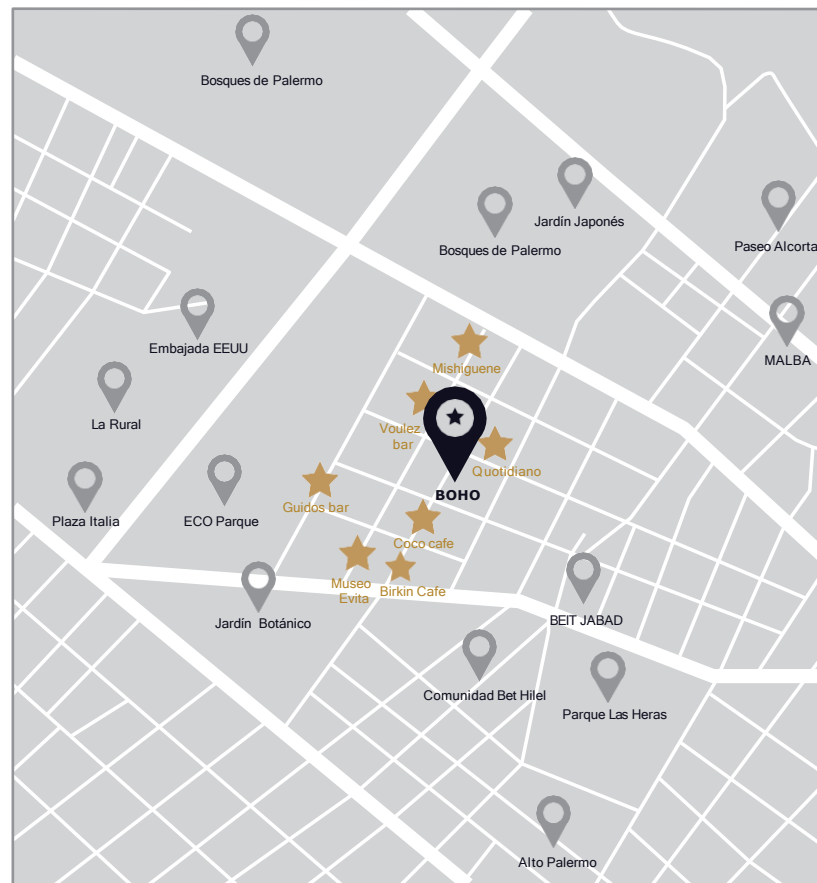 Bosques de Palermo
Jardín Japonés
Bosques de Palermo
Paseo Alcorta
Embajada EEUU
MALBA
Mishiguene
La Rural
Voulez
bar
Quotidiano
BOHO
Guidos bar
Plaza Italia
ECO Parque
Coco cafe
Museo
Evita
Birkin Cafe
Jardín Botánico
BEIT JABAD
Comunidad Bet Hilel
Parque Las Heras
Alto Palermo